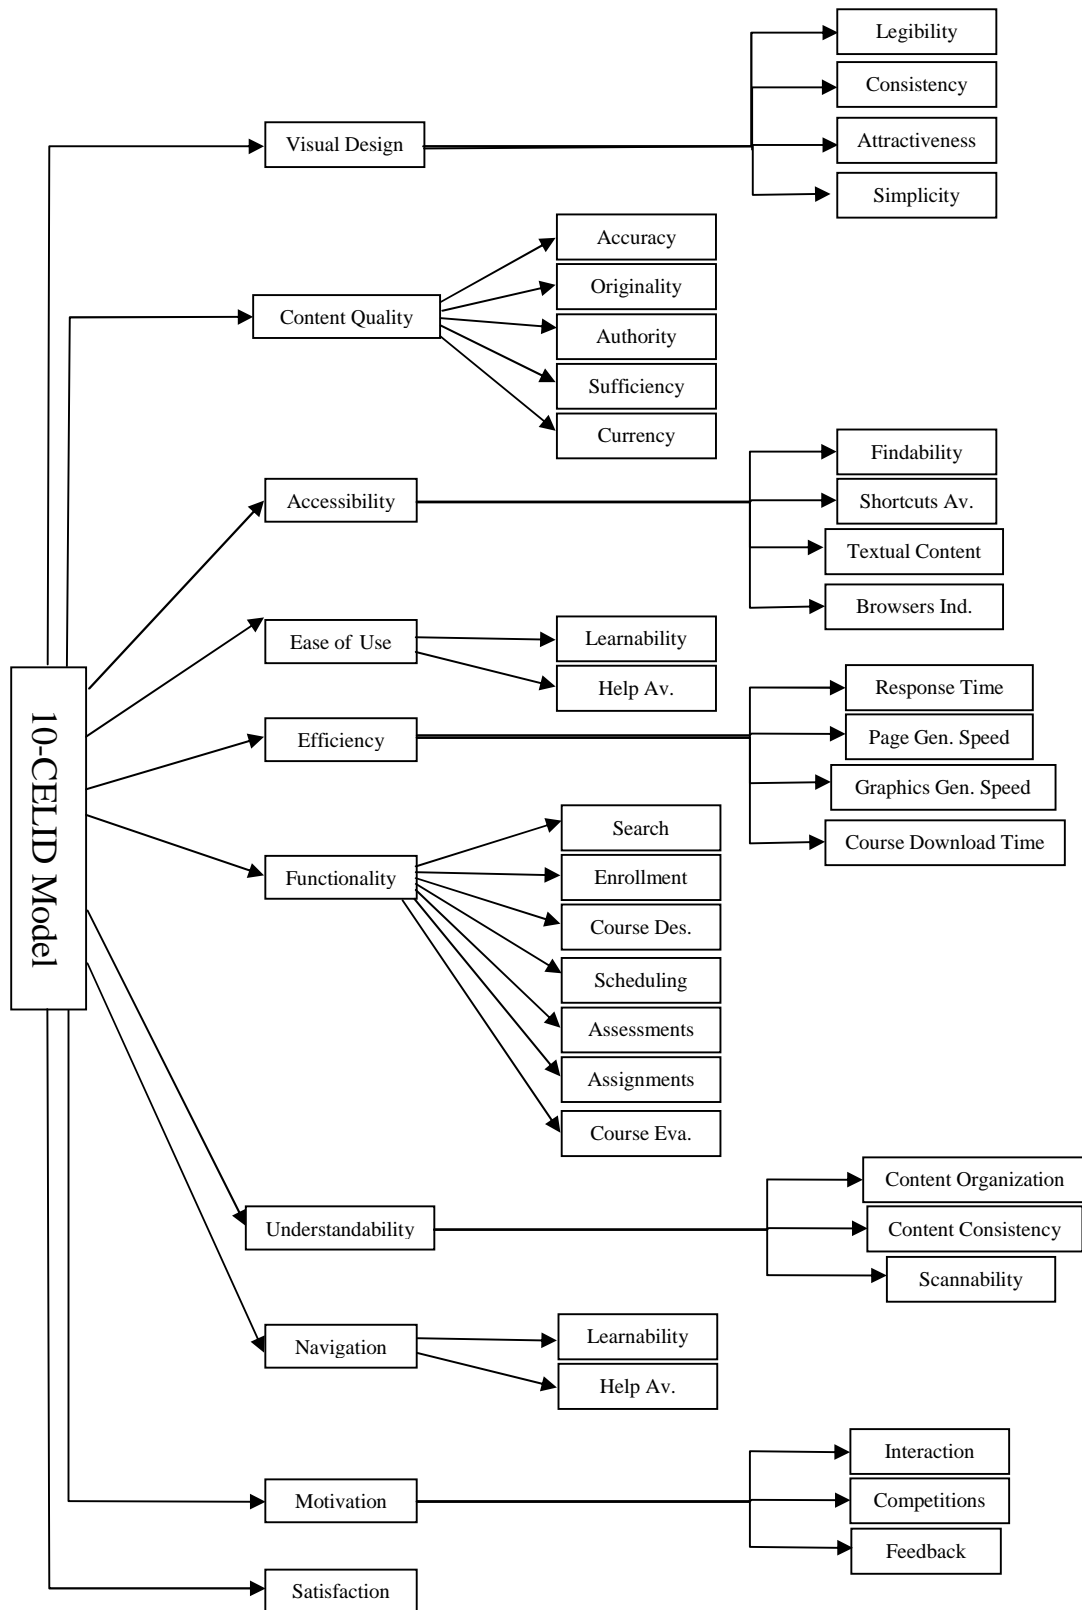 10-CELID Model
Visual Design
Legibility
Consistency
Attractiveness
Simplicity
Content Quality
Accuracy
Originality
Authority
Sufficiency
Currency
Accessibility
Findability
Shortcuts Av.
Textual Content
Browsers Ind.
Ease of Use
Learnability
Help Av.
Efficiency
Response Time
Page Gen. Speed
Graphics Gen. Speed
Course Download Time
Functionality
Search
Enrollment
Course Des.
Scheduling
Assessments
Assignments
Course Eva.
Understandability
Content Organization
Content Consistency
Scannability
Navigation
Learnability
Help Av.
Motivation
Interaction
Competitions
Feedback
Satisfaction